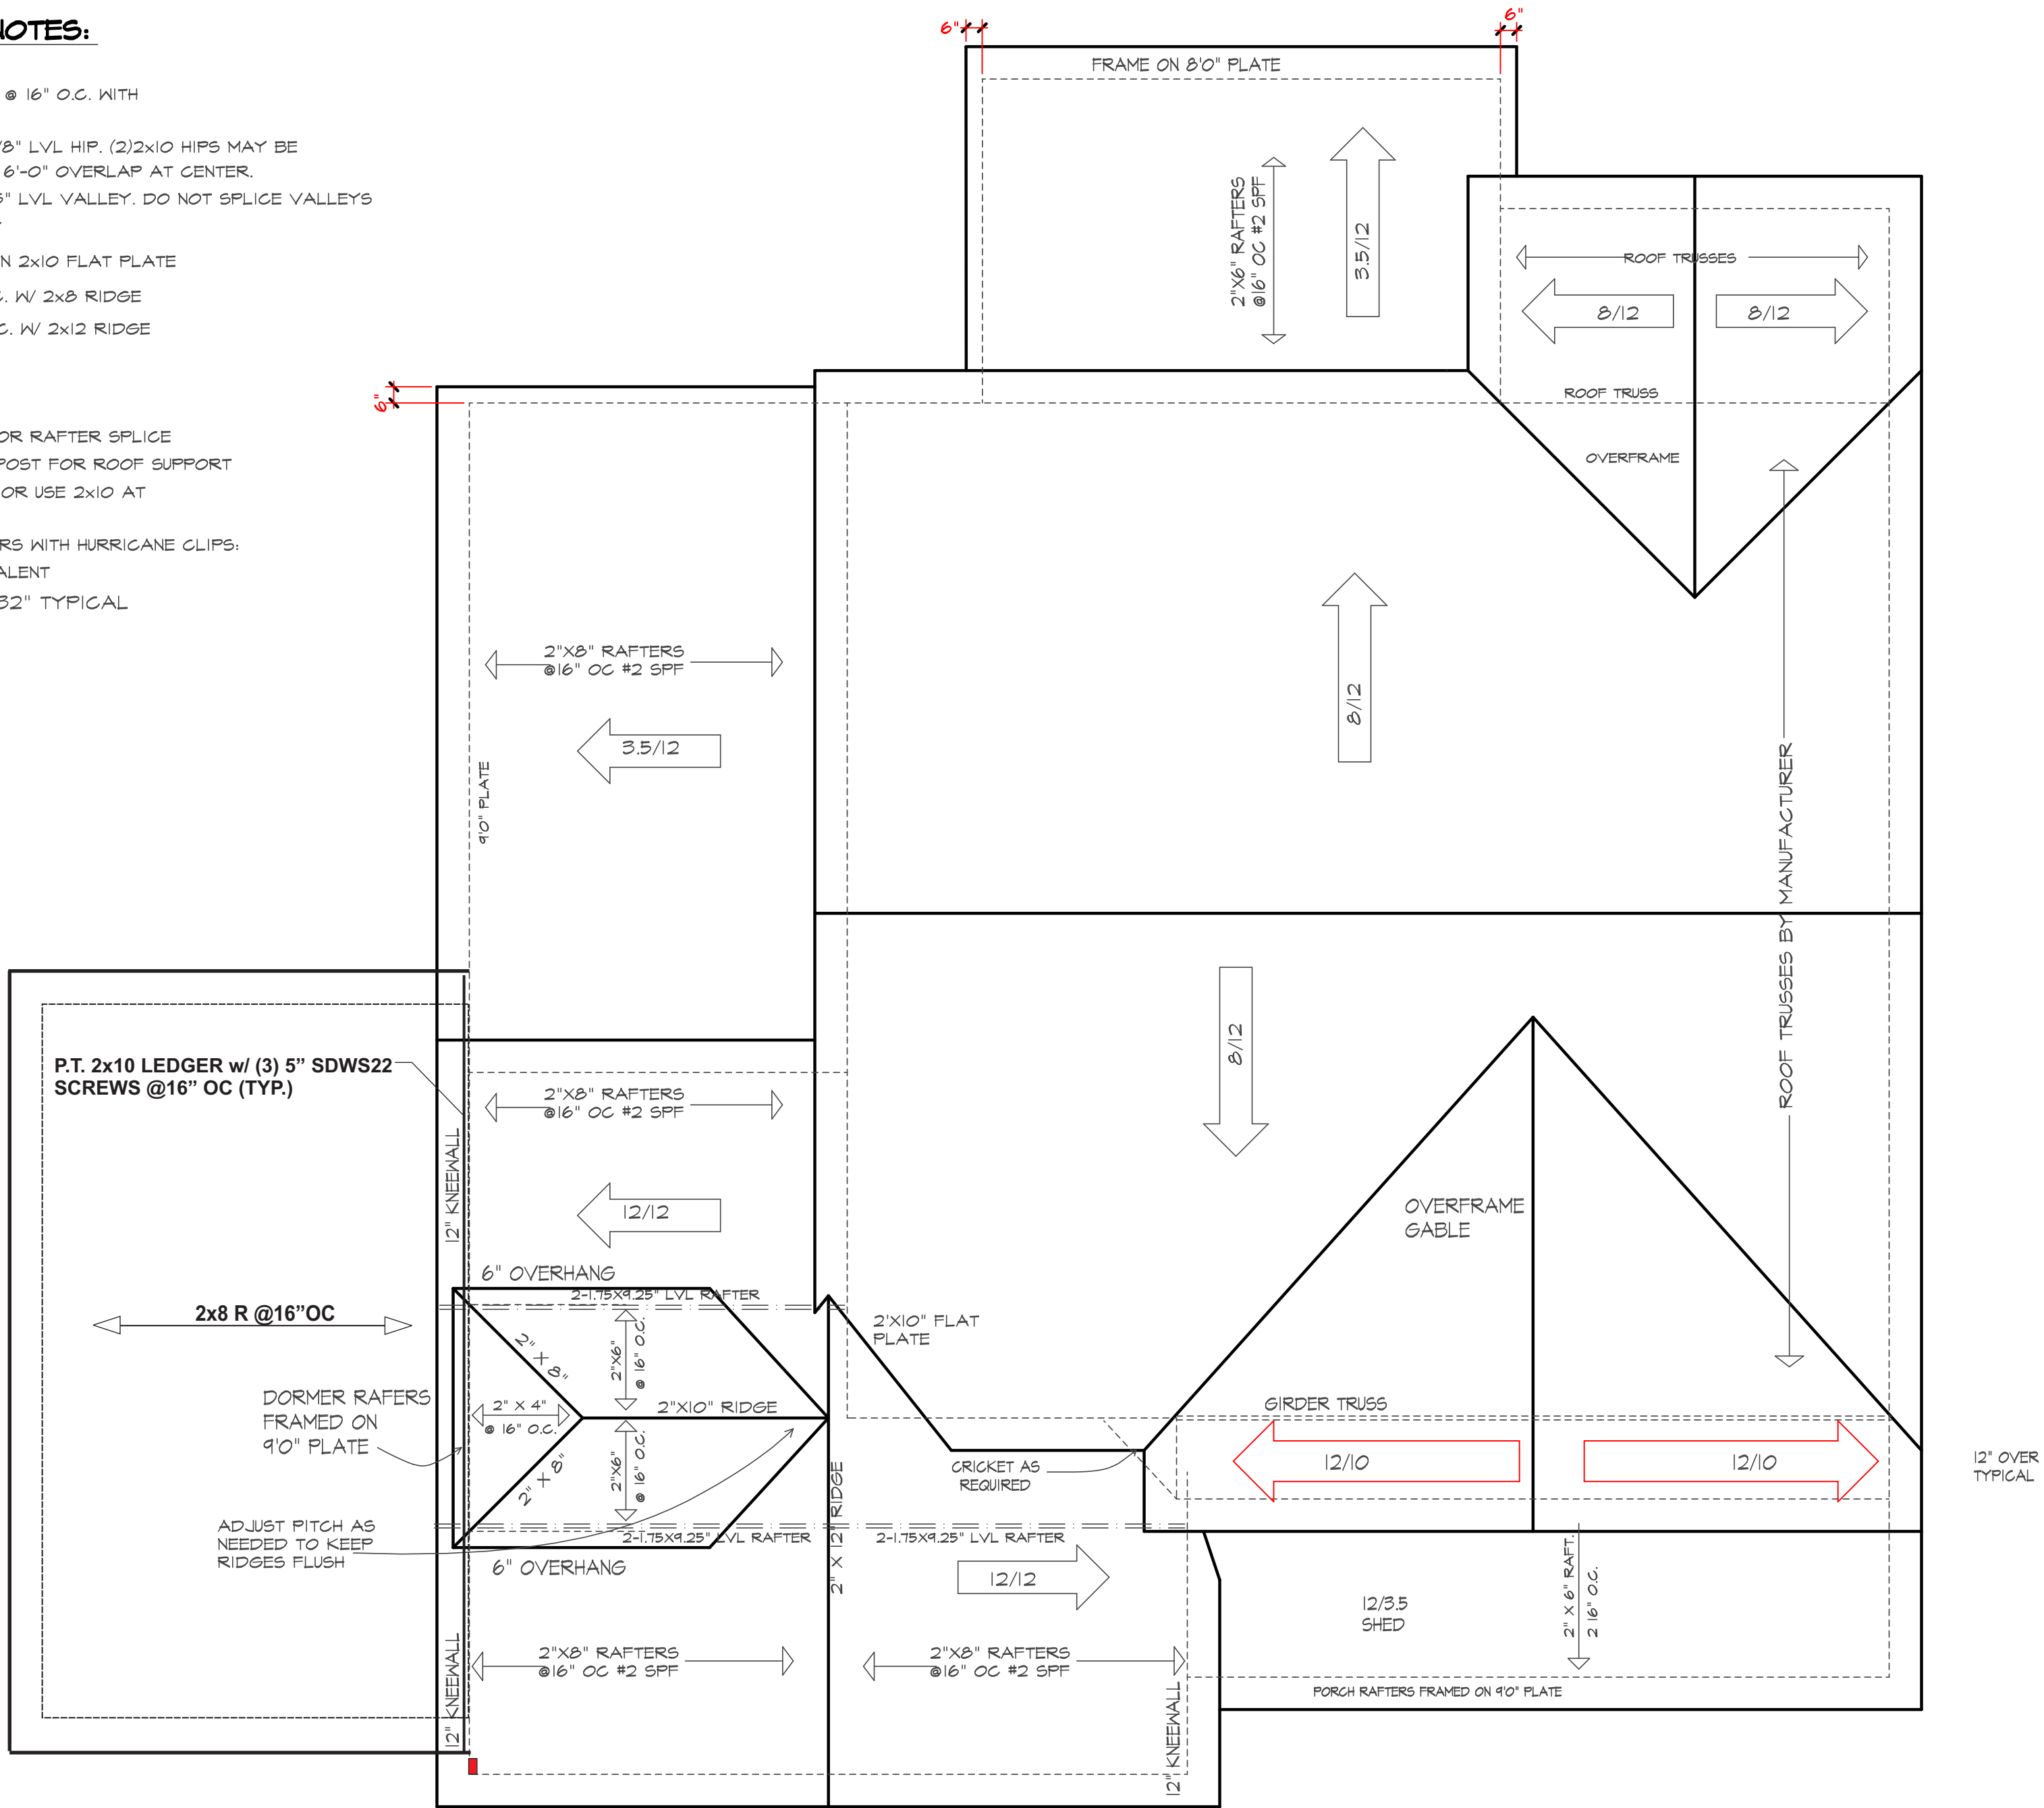 NOTES:
@ 16" O.C. WITH
/8" LVL HIP. (2)2x10 HIPS MAY BE
6'-0" OVERLAP AT CENTER.
" LVL VALLEY. DO NOT SPLICE VALLEYS
N 2x10 FLAT PLATE
C. W/ 2x8 RIDGE
C. W/ 2x12 RIDGE
OR RAFTER SPLICE
POST FOR ROOF SUPPORT
OR USE 2x10 AT
RS WITH HURRICANE CLIPS:
ALENT
32" TYPICAL
6"
6"
FRAME ON 8'0" PLATE
2"X6" RAFTERS
@16" OC #2 SPF
3.5/12
ROOF TRUSSES
8/12
8/12
ROOF TRUSS
OVERFRAME
6"
2"X8" RAFTERS
@16" OC #2 SPF
3.5/12
9'0" PLATE
8/12
ROOF TRUSSES BY MANUFACTURER
P.T. 2x10 LEDGER w/ (3) 5” SDWS22
SCREWS @16” OC (TYP.)
2"X8" RAFTERS
@16" OC #2 SPF
12" KNEEWALL
12/12
8/12
OVERFRAME
GABLE
6" OVERHANG
2-1.75X9.25" LVL RAFTER
2x8 R @16”OC
2'X10" FLAT
PLATE
2" X 8"
2"X6"
@ 16" O.C.
DORMER RAFERS
FRAMED ON
9'0" PLATE
2" X 4"
@ 16" O.C.
2"X10" RIDGE
2" X 8"
2"X6"
@ 16" O.C.
GIRDER TRUSS
12/10
12/10
12" OVER
TYPICAL
CRICKET AS
REQUIRED
2" X 12" RIDGE
ADJUST PITCH AS
NEEDED TO KEEP
RIDGES FLUSH
2-1.75X9.25" LVL RAFTER
2-1.75X9.25" LVL RAFTER
6" OVERHANG
12/12
12/3.5
SHED
2" X 6" RAFT.
2 16" O.C.
12" KNEEWALL
2"X8" RAFTERS
@16" OC #2 SPF
2"X8" RAFTERS
@16" OC #2 SPF
12" KNEEWALL
PORCH RAFTERS FRAMED ON 9'0" PLATE